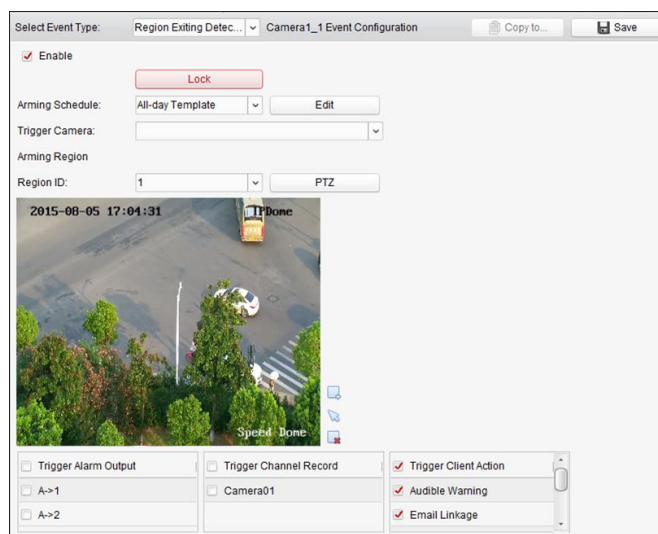 Select Event Type: Region Exiting Detec... Camera1_1 Event Configuration Copy to... Save
Enable
Lock
Arming Schedule: All-day Template Edit
Trigger Camera:
Arming Region
Region ID: 1 PTZ
2015-08-05 17:04:31 IPDome
Speed Dome
Trigger Alarm Output Trigger Channel Record Trigger Client Action
A->1 Camera01 Audible Warning
A->2 Email Linkage